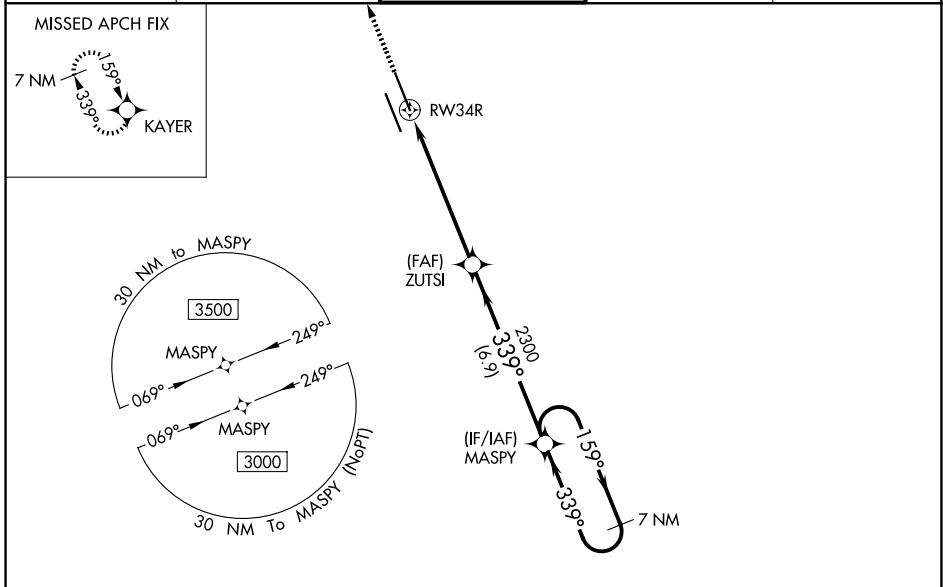 MISSED APCH FIX
7 NM
159°
339°
KAYER
RW34R
(FAF)
ZUTSI
2300
339°
(6.9)
(IF/IAF)
MASPY
159°
339°
7 NM
30 NM to MASPY
3500
MASPY
249°
069°
249°
069°
MASPY
3000
30 NM To MASPY (NoPT)